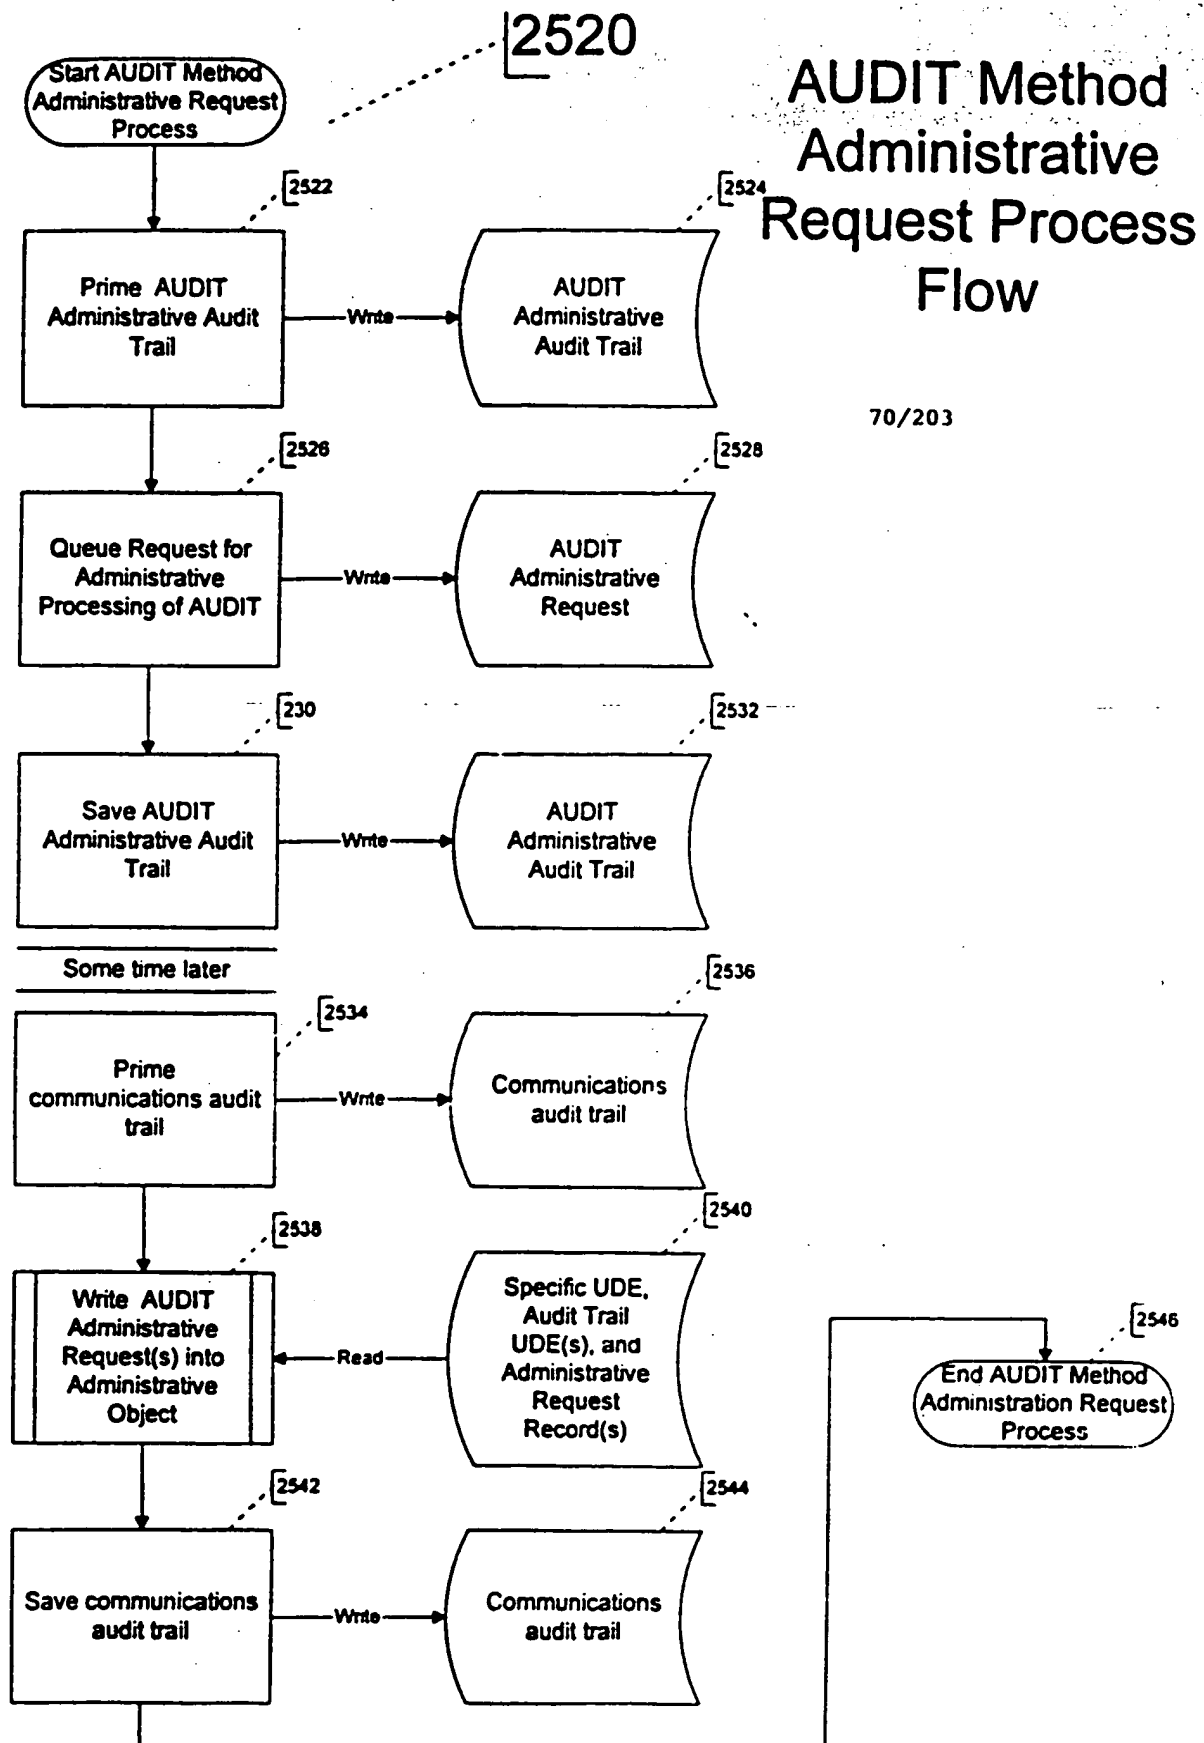 2520
AUDIT Method
Administrative
Request Process
Flow
70/203
Start AUDIT Method
Administrative Request
Process
2522
Prime AUDIT
Administrative Audit
Trail
Write
2524
AUDIT
Administrative
Audit Trail
2526
Queue Request for
Administrative
Processing of AUDIT
Write
2528
AUDIT
Administrative
Request
230
Save AUDIT
Administrative Audit
Trail
Write
2532
AUDIT
Administrative
Audit Trail
Some time later
2534
Prime
communications audit
trail
Write
2536
Communications
audit trail
2538
Write AUDIT
Administrative
Request(s) into
Administrative
Object
Read
2540
Specific UDE,
Audit Trail
UDE(s), and
Administrative
Request
Record(s)
2542
Save communications
audit trail
Write
2544
Communications
audit trail
2546
End AUDIT Method
Administration Request
Process